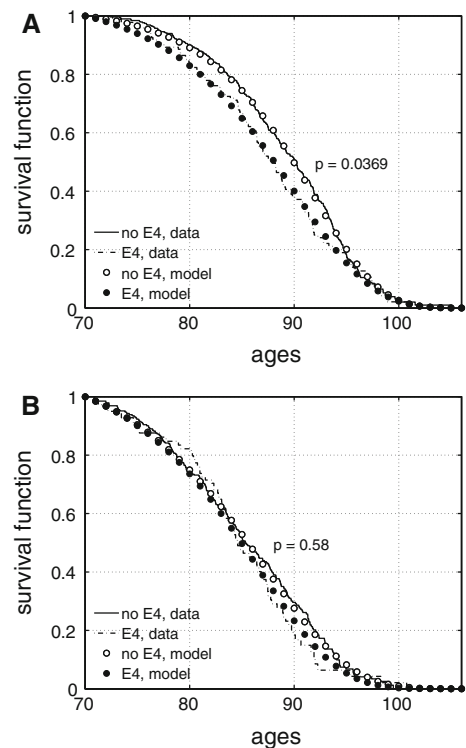 A
1
0.8
0.6
0.4
0.2
0
survival function
p = 0.0369
no E4, data
E4, data
no E4, model
E4, model
70
80
90
100
ages
B
1
0.8
0.6
0.4
0.2
0
survival function
p = 0.58
no E4, data
E4, data
no E4, model
E4, model
70
80
90
100
ages